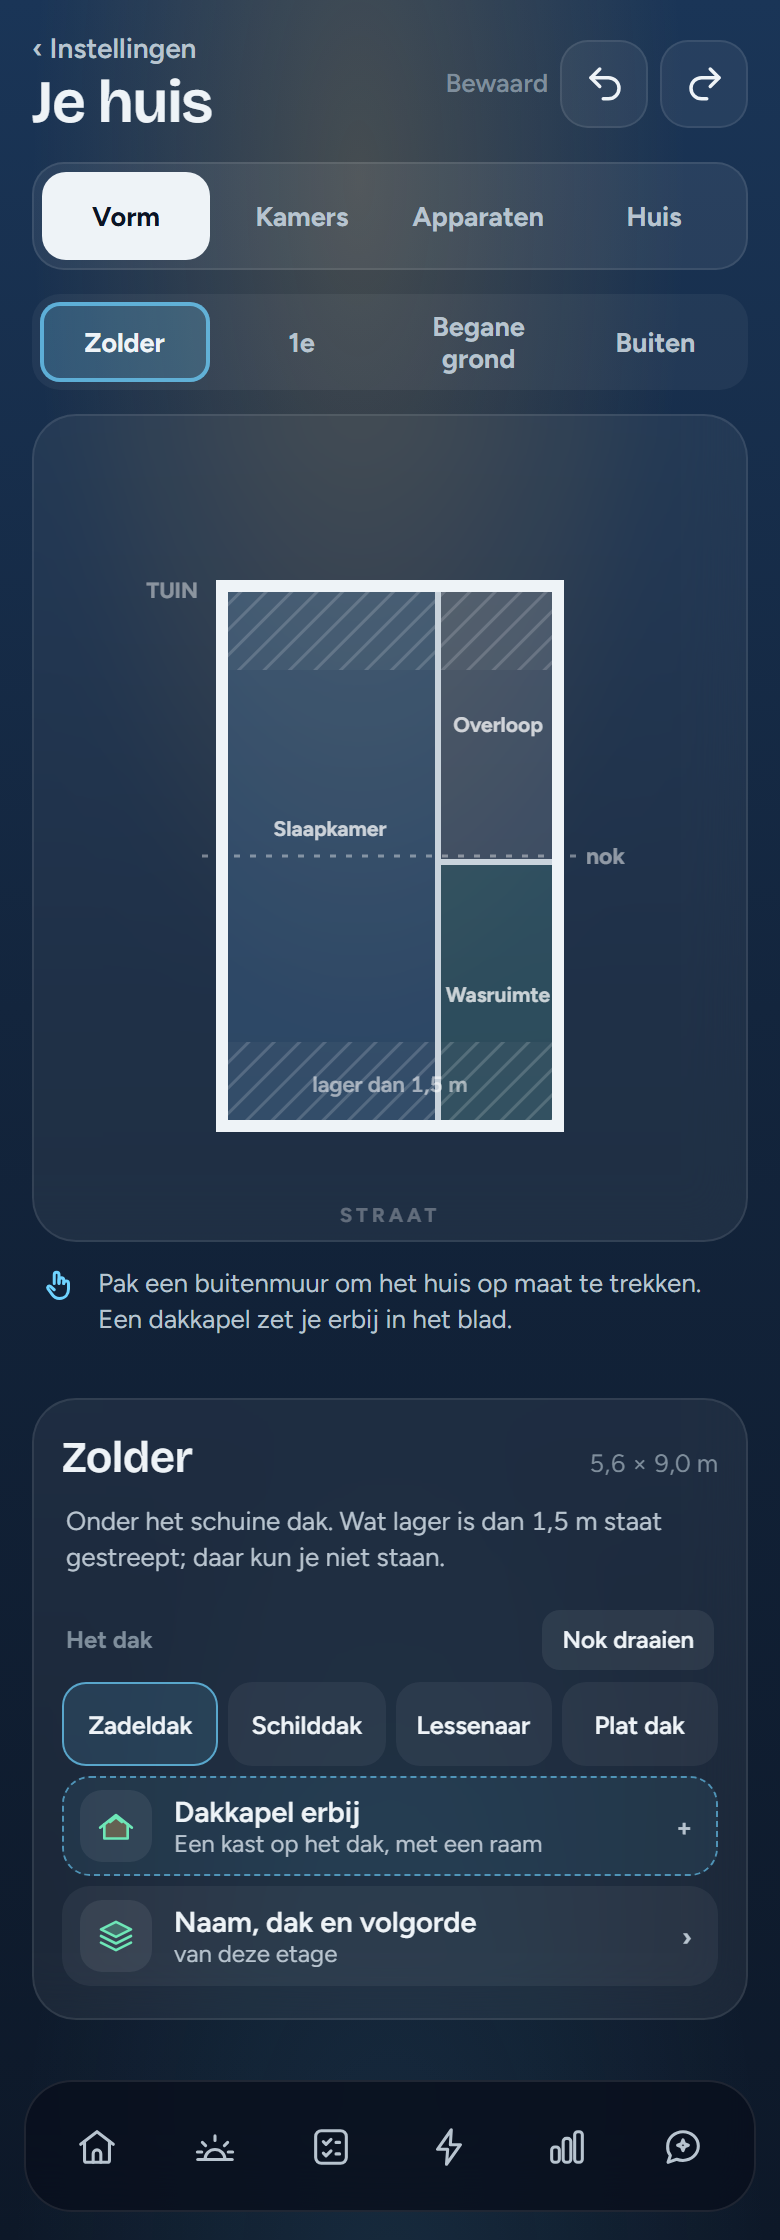 ‹ Instellingen
Je huis
Bewaard
Vorm
Kamers
Apparaten
Huis
Zolder
1e
Begane
grond
Buiten
TUIN
Overloop
Slaapkamer
nok
Wasruimte
lager dan 1,5 m
STRAAT
Pak een buitenmuur om het huis op maat te trekken.
Een dakkapel zet je erbij in het blad.
Zolder
5,6 × 9,0 m
Onder het schuine dak. Wat lager is dan 1,5 m staat
gestreept; daar kun je niet staan.
Het dak
Nok draaien
Zadeldak
Schilddak
Lessenaar
Plat dak
Dakkapel erbij
Een kast op het dak, met een raam
+
Naam, dak en volgorde
van deze etage
›